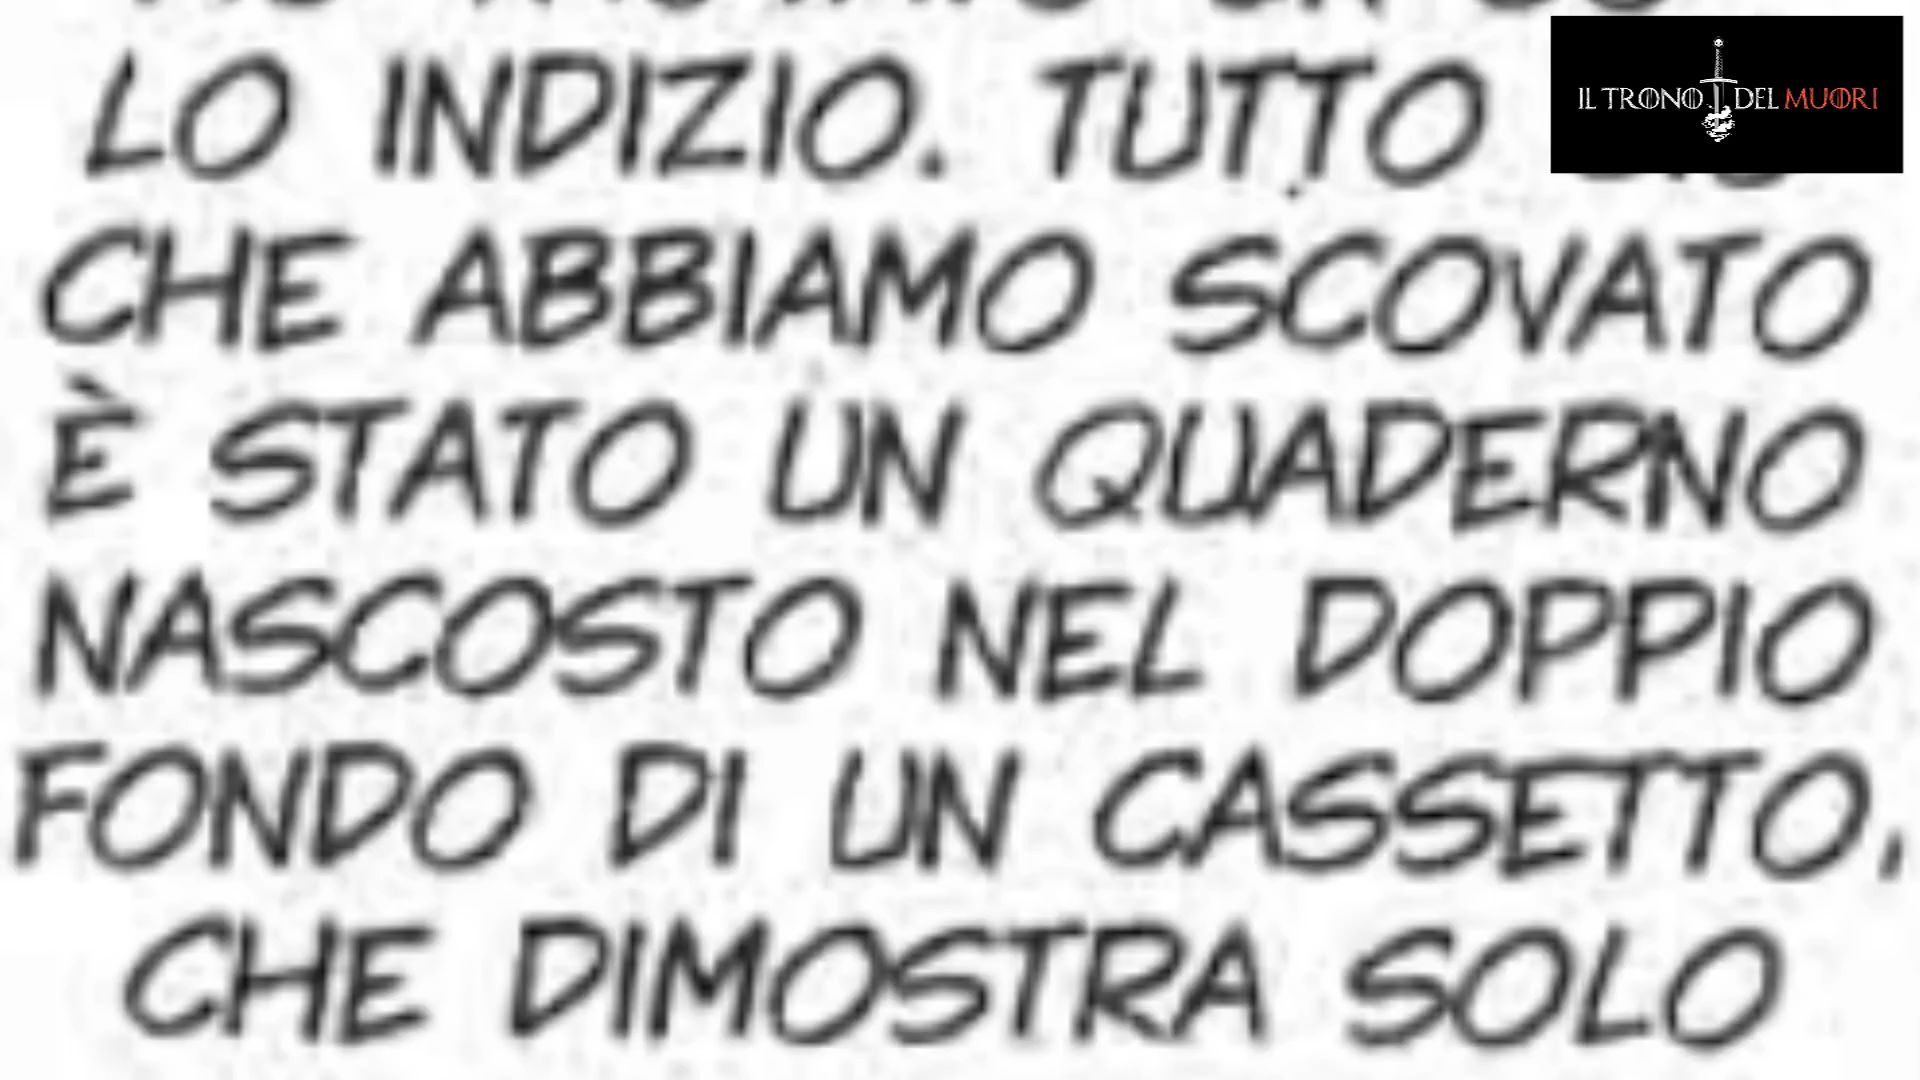 LO INDIZIO. TUTTO
CHE ABBIAMO SCOVATO
È STATO UN QUADERNO
NASCOSTO NEL DOPPIO
FONDO DI UN CASSETTO,
CHE DIMOSTRA SOLO
IL TRONO DEL MUORI